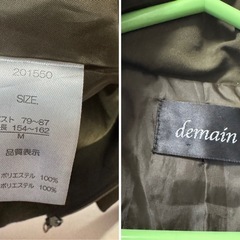 201550
SIZE
スト 79~87
長 154~162
M
品質表示
ポリエステル 100%
ポリエステル 100%
demain